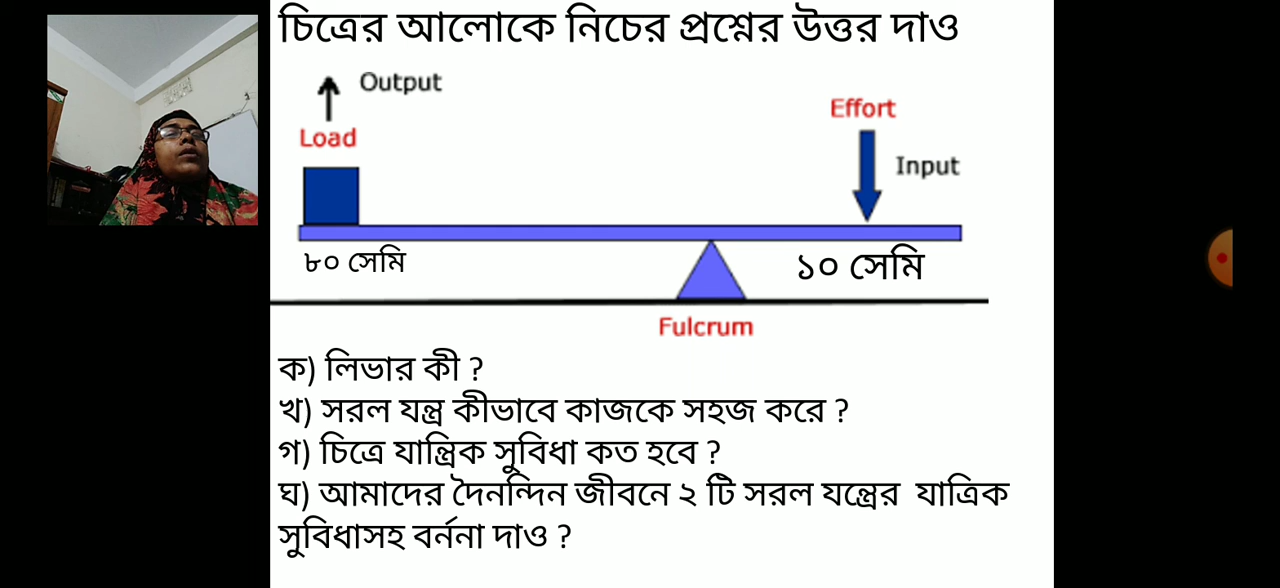 চিত্রের আলোকে নিচের প্রশ্নের উত্তর দাও
Output
Load
Effort
Input
৮০ সেমি
১০ সেমি
Fulcrum
ক) লিভার কী ?
খ) সরল যন্ত্র কীভাবে কাজকে সহজ করে ?
গ) চিত্রে যান্ত্রিক সুবিধা কত হবে ?
ঘ) আমাদের দৈনন্দিন জীবনে ২ টি সরল যন্ত্রের যাত্রিক
সুবিধাসহ বর্ননা দাও ?